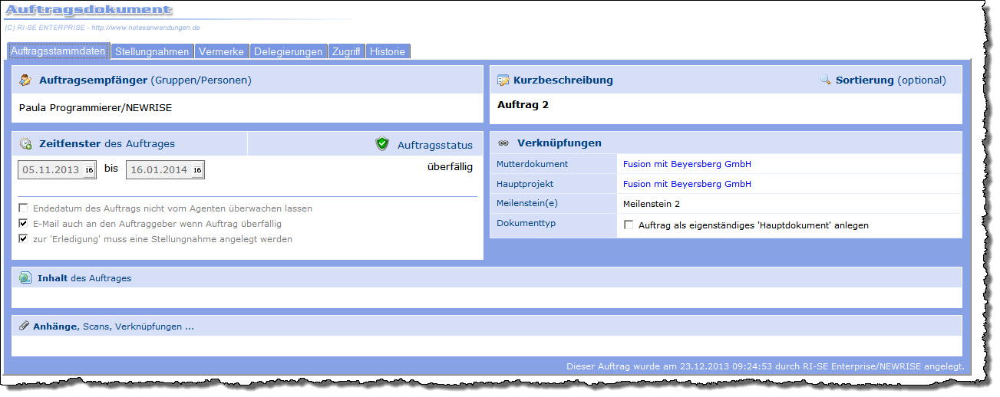 Auftragsdokument
(C) RI-SE ENTERPRISE - http://www.notesanwendungen.de
Auftragsstammdaten Stellungnahmen Vermerke Delegierungen Zugriff Historie
Auftragsempfänger (Gruppen/Personen)
Paula Programmierer/NEWRISE
Kurzbeschreibung Sortierung (optional)
Auftrag 2
Zeitfenster des Auftrages Auftragsstatus
05.11.2013 16 bis 16.01.2014 16 überfällig
Endedatum des Auftrags nicht vom Agenten überwachen lassen
E-Mail auch an den Auftraggeber wenn Auftrag überfällig
zur 'Erledigung' muss eine Stellungnahme angelegt werden
Verknüpfungen
Mutterdokument Fusion mit Beyersberg GmbH
Hauptprojekt Fusion mit Beyersberg GmbH
Meilenstein(e) Meilenstein 2
Dokumenttyp Auftrag als eigenständiges 'Hauptdokument' anlegen
Inhalt des Auftrages
Anhänge, Scans, Verknüpfungen ...
Dieser Auftrag wurde am 23.12.2013 09:24:53 durch RI-SE Enterprise/NEWRISE angelegt.